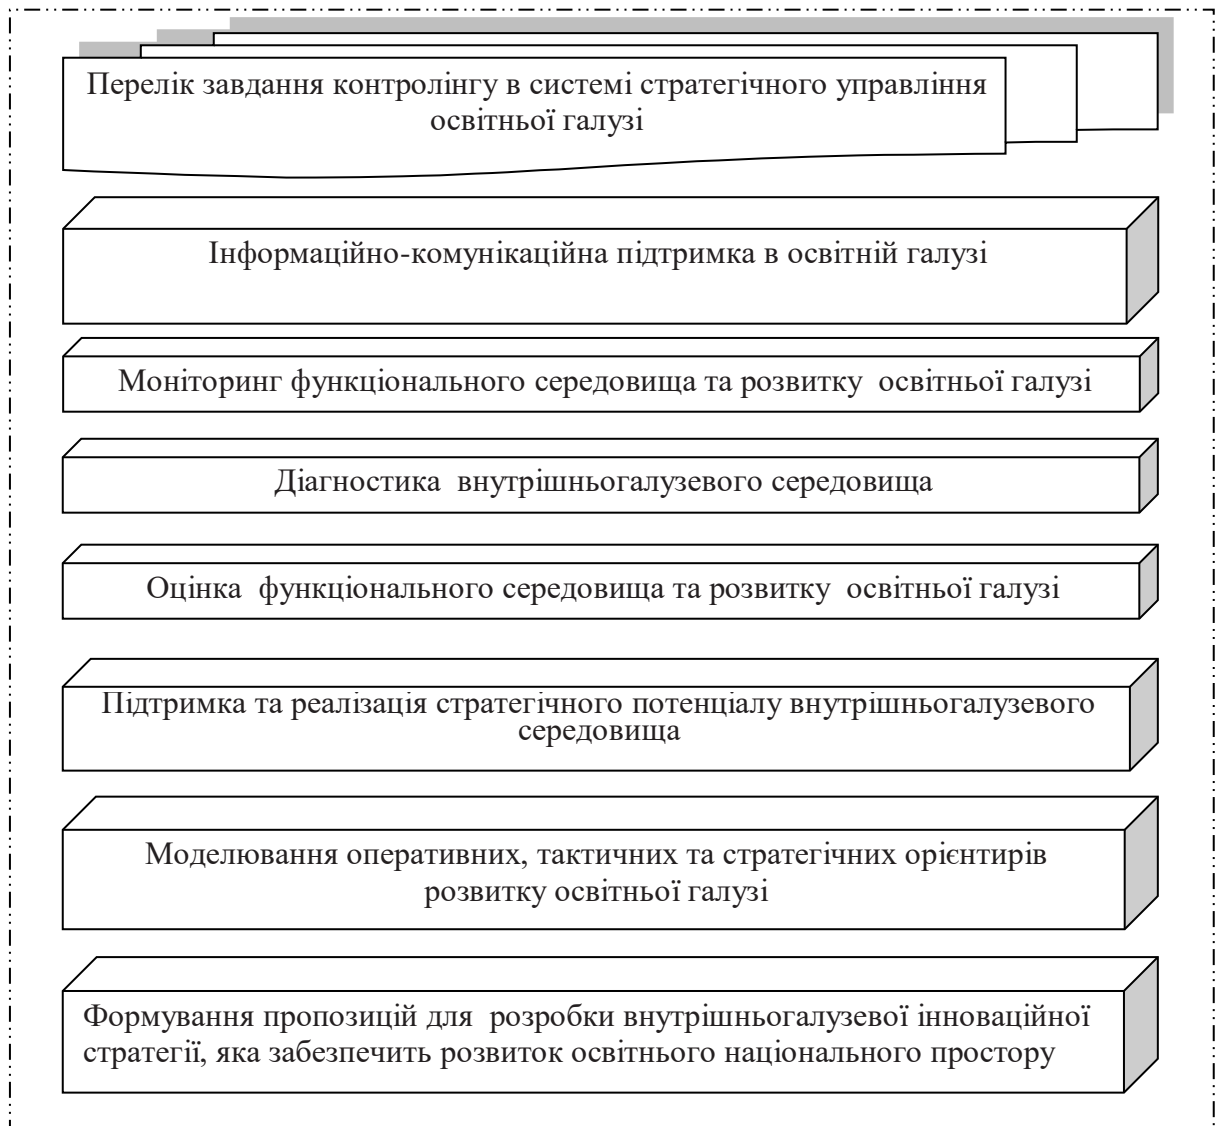 Перелік завдання контролінгу в системі стратегічного управління
освітньої галузі
Інформаційно-комунікаційна підтримка в освітній галузі
Моніторинг функціонального середовища та розвитку освітньої галузі
Діагностика внутрішньогалузевого середовища
Оцінка функціонального середовища та розвитку освітньої галузі
Підтримка та реалізація стратегічного потенціалу внутрішньогалузевого
середовища
Моделювання оперативних, тактичних та стратегічних орієнтирів
розвитку освітньої галузі
Формування пропозицій для розробки внутрішньогалузевої інноваційної
стратегії, яка забезпечить розвиток освітнього національного простору